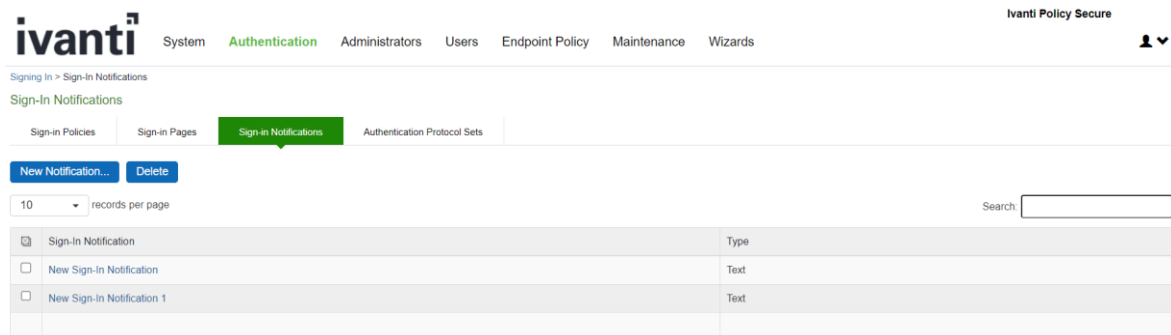 Ivanti Policy Secure
ivanti
System Authentication Administrators Users Endpoint Policy Maintenance Wizards
Signing In > Sign-In Notifications
Sign-In Notifications
Sign-in Policies Sign-in Pages Sign-in Notifications Authentication Protocol Sets
New Notification... Delete
10 records per page Search:
Sign-In Notification Type
New Sign-In Notification Text
New Sign-In Notification 1 Text